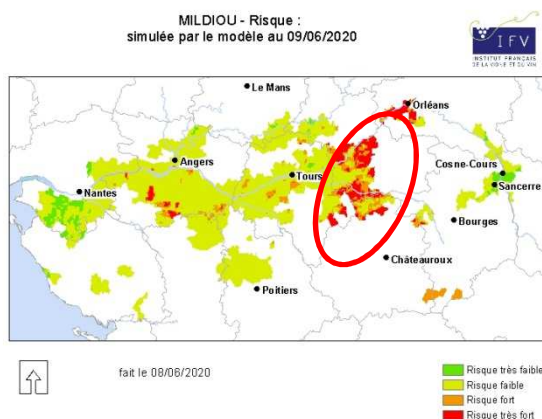 MILDIOU - Risque :
simulée par le modèle au 09/06/2020
IFV
INSTITUT FRANÇAIS
DE LA VIGNE ET DU VIN
Le Mans
Orléans
Angers
Cosne-Cours
Tours
Sancerre
Nantes
Bourges
Châteauroux
Poitiers
fait le 08/06/2020
Risque très faible
Risque faible
Risque fort
Risque très fort